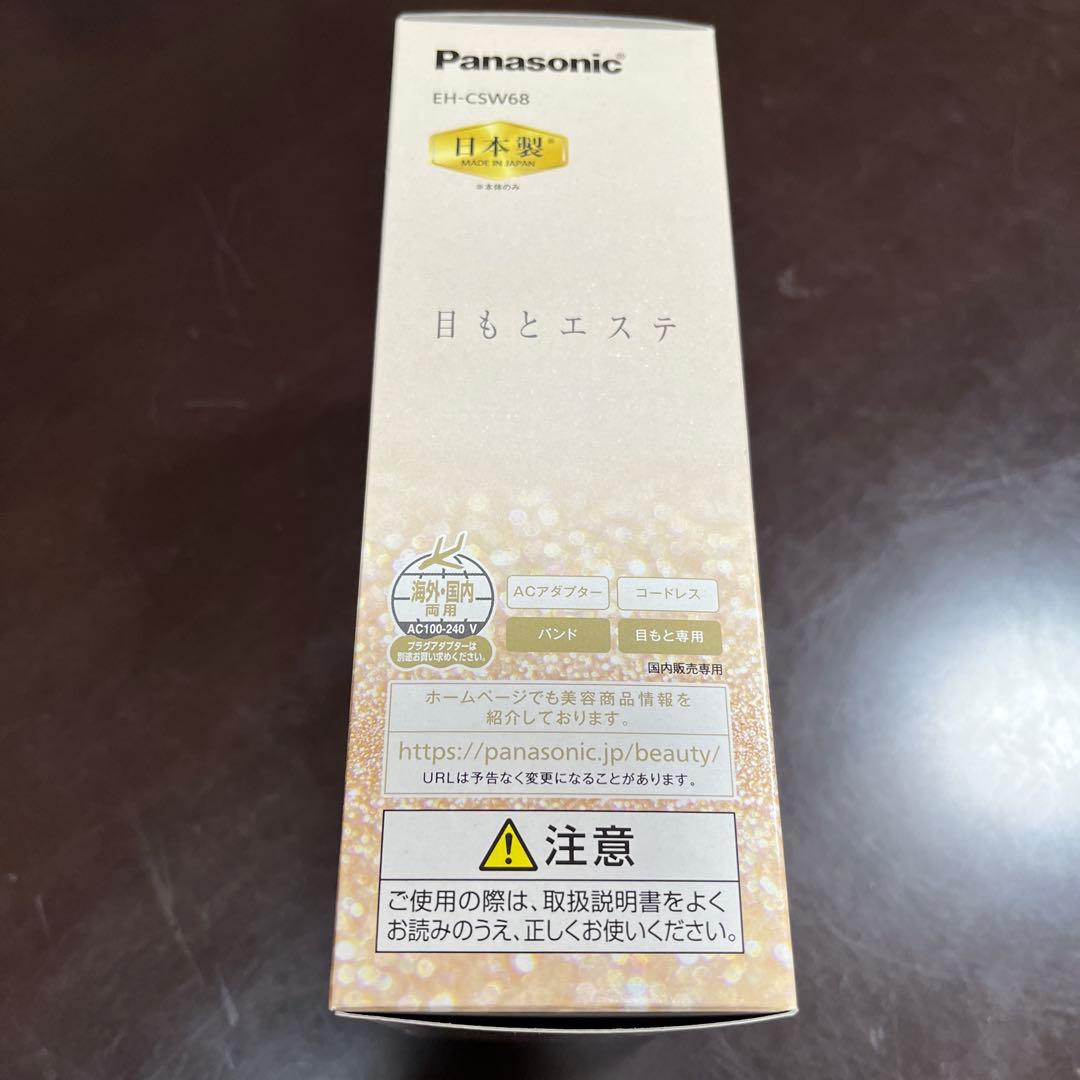 Panasonic®
EH-CSW68
日本製※
MADE IN JAPAN
※本体のみ
目もとエステ
海外・国内
両用
AC100-240 V
プラグアダプターは
別途お買い求めください。
ACアダプター
コードレス
バンド
目もと専用
国内販売専用
ホームページでも美容商品情報を
紹介しております。
https://panasonic.jp/beauty/
URLは予告なく変更になることがあります。
注意
ご使用の際は、取扱説明書をよく
お読みのうえ、正しくお使いください。